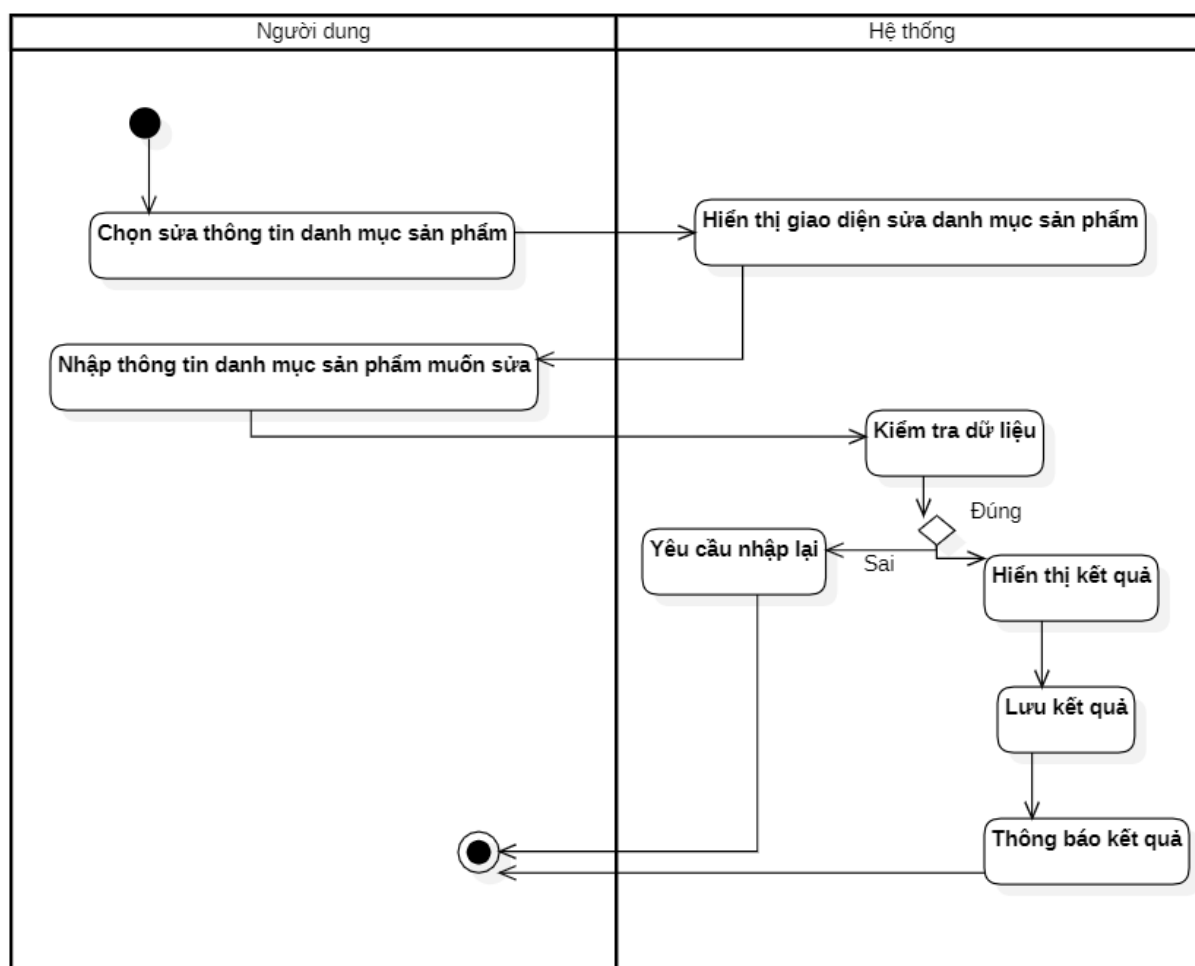 Người dung
Hệ thống
Chọn sửa thông tin danh mục sản phẩm
Hiển thị giao diện sửa danh mục sản phẩm
Nhập thông tin danh mục sản phẩm muốn sửa
Kiểm tra dữ liệu
Đúng
Yêu cầu nhập lại
Sai
Hiển thị kết quả
Lưu kết quả
Thông báo kết quả